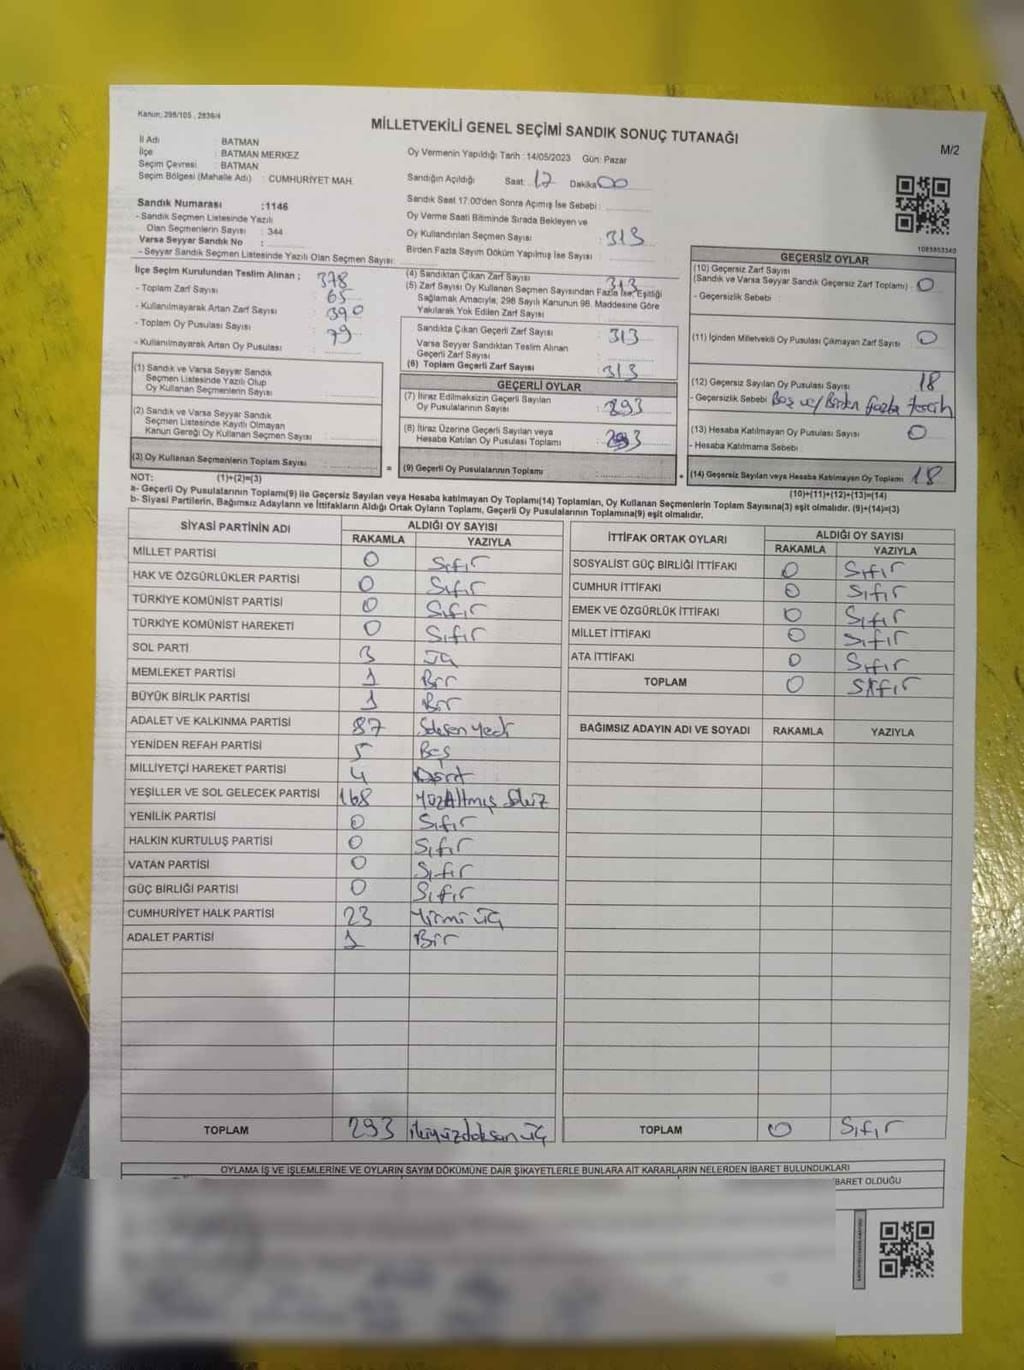 Kanun; 298/105 , 2839/4
MİLLETVEKİLİ GENEL SEÇİMİ SANDIK SONUÇ TUTANAĞI
M/2
İl Adı BATMAN
İlçe BATMAN MERKEZ
Seçim Çevresi BATMAN
Seçim Bölgesi (Mahalle Adı) : CUMHURİYET MAH.
Oy Vermenin Yapıldığı Tarih : 14/05/2023 Gün: Pazar
Sandığın Açıldığı Saat: 17 Dakika 00
Sandık Saat 17.00'den Sonra Açımış İse Sebebi :
Oy Verme Saati Bitiminde Sırada Bekleyen ve
Oy Kullandırılan Seçmen Sayısı : 313
Birden Fazla Sayım Döküm Yapılmış İse Sayısı
Sandık Numarası :1146
- Sandık Seçmen Listesinde Yazılı
Olan Seçmenlerin Sayısı : 344
Varsa Seyyar Sandık No :
- Seyyar Sandık Seçmen Listesinde Yazılı Olan Seçmen Sayısı:
İlçe Seçim Kurulundan Teslim Alınan ;
- Toplam Zarf Sayısı : 378
- Kullanılmayarak Artan Zarf Sayısı : 65
- Toplam Oy Pusulası Sayısı : 390
- Kullanılmayarak Artan Oy Pusulası : 79
(1) Sandık ve Varsa Seyyar Sandık
Seçmen Listesinde Yazılı Olup
Oy Kullanan Seçmenlerin Sayısı :
(2) Sandık ve Varsa Seyyar Sandık
Seçmen Listesinde Kayıtlı Olmayan
Kanun Gereği Oy Kullanan Seçmen Sayısı :
(3) Oy Kullanan Seçmenlerin Toplam Sayısı
(1)+(2)=(3)
(4) Sandıktan Çıkan Zarf Sayısı : 313
(5) Zarf Sayısı Oy Kullanan Seçmen Sayısından Fazla İse, Eşitliği
Sağlamak Amacıyla, 298 Sayılı Kanunun 98. Maddesine Göre
Yakılarak Yok Edilen Zarf Sayısı
Sandıkta Çıkan Geçerli Zarf Sayısı : 313
Varsa Seyyar Sandıktan Teslim Alınan
Geçerli Zarf Sayısı
(6) Toplam Geçerli Zarf Sayısı : 313
GEÇERLİ OYLAR
(7) İtiraz Edilmeksizin Geçerli Sayılan
Oy Pusulalarının Sayısı : 293
(8) İtiraz Üzerine Geçerli Sayılan veya
Hesaba Katılan Oy Pusulası Toplamı : 293
(9) Geçerli Oy Pusulalarının Toplamı :
1083853340
GEÇERSİZ OYLAR
(10) Geçersiz Zarf Sayısı
(Sandık ve Varsa Seyyar Sandık Geçersiz Zarf Toplamı) : 0
- Geçersizlik Sebebi :
(11) İçinden Milletvekili Oy Pusulası Çıkmayan Zarf Sayısı : 0
(12) Geçersiz Sayılan Oy Pusulası Sayısı : 18
- Geçersizlik Sebebi : Boş ve/Birden fazla tercih
(13) Hesaba Katılmayan Oy Pusulası Sayısı : 0
- Hesaba Katılmama Sebebi
(14) Geçersiz Sayılan veya Hesaba Katılmayan Oy Toplamı : 18
(10)+(11)+(12)+(13)=(14)
NOT:
a- Geçerli Oy Pusulalarının Toplamı(9) ile Geçersiz Sayılan veya Hesaba katılmayan Oy Toplamı(14) Toplamları, Oy Kullanan Seçmenlerin Toplam Sayısına(3) eşit olmalıdır. (9)+(14)=(3)
b- Siyasi Partilerin, Bağımsız Adayların ve İttifakların Aldığı Ortak Oyların Toplamı, Geçerli Oy Pusulalarının Toplamına(9) eşit olmalıdır.
SİYASİ PARTİNİN ADI ALDIĞI OY SAYISI
RAKAMLA YAZIYLA
MİLLET PARTİSİ 0 Sıfır
HAK VE ÖZGÜRLÜKLER PARTİSİ 0 Sıfır
TÜRKİYE KOMÜNİST PARTİSİ 0 Sıfır
TÜRKİYE KOMÜNİST HAREKETİ 0 Sıfır
SOL PARTİ 3 Üç
MEMLEKET PARTİSİ 1 Bir
BÜYÜK BİRLİK PARTİSİ 1 Bir
ADALET VE KALKINMA PARTİSİ 87 Seksen yedi
YENİDEN REFAH PARTİSİ 5 Beş
MİLLİYETÇİ HAREKET PARTİSİ 4 Dört
YEŞİLLER VE SOL GELECEK PARTİSİ 168 YüzAltmış Sekiz
YENİLİK PARTİSİ 0 Sıfır
HALKIN KURTULUŞ PARTİSİ 0 Sıfır
VATAN PARTİSİ 0 Sıfır
GÜÇ BİRLİĞİ PARTİSİ 0 Sıfır
CUMHURİYET HALK PARTİSİ 23 Yirmi üç
ADALET PARTİSİ 1 Bir
TOPLAM 293 ikiyüzdoksan üç
İTTİFAK ORTAK OYLARI ALDIĞI OY SAYISI
RAKAMLA YAZIYLA
SOSYALİST GÜÇ BİRLİĞİ İTTİFAKI 0 Sıfır
CUMHUR İTTİFAKI 0 Sıfır
EMEK VE ÖZGÜRLÜK İTTİFAKI 0 Sıfır
MİLLET İTTİFAKI 0 Sıfır
ATA İTTİFAKI 0 Sıfır
TOPLAM 0 Sıfır
BAĞIMSIZ ADAYIN ADI VE SOYADI RAKAMLA YAZIYLA
TOPLAM 0 Sıfır
OYLAMA İŞ VE İŞLEMLERİNE VE OYLARIN SAYIM DÖKÜMÜNE DAİR ŞİKAYETLERLE BUNLARA AİT KARARLARIN NELERDEN İBARET BULUNDUKLARI
BARET OLDUĞU